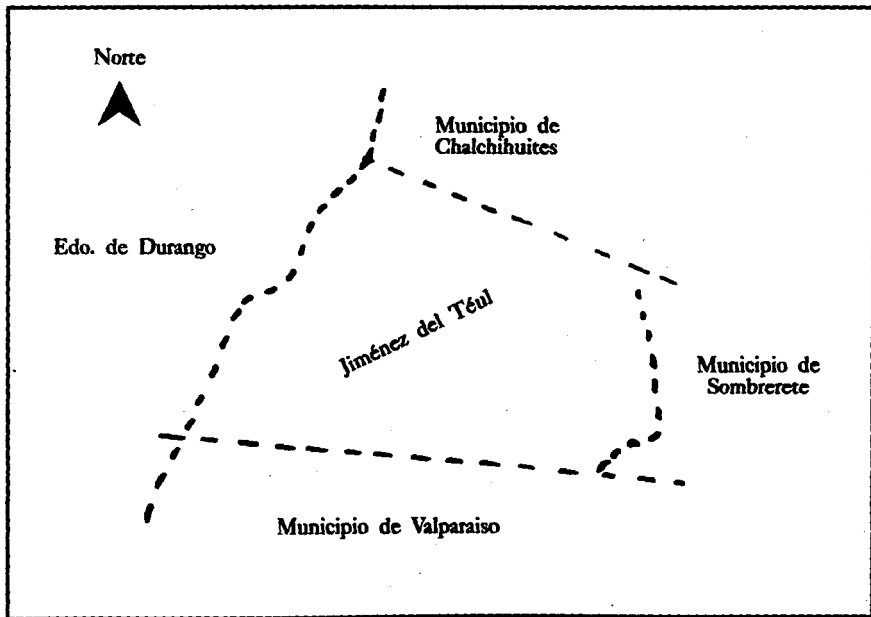 Norte
Municipio de
Chalchihuites
Edo. de Durango
Jiménez del Téul
Municipio de
Sombrerete
Municipio de Valparaiso